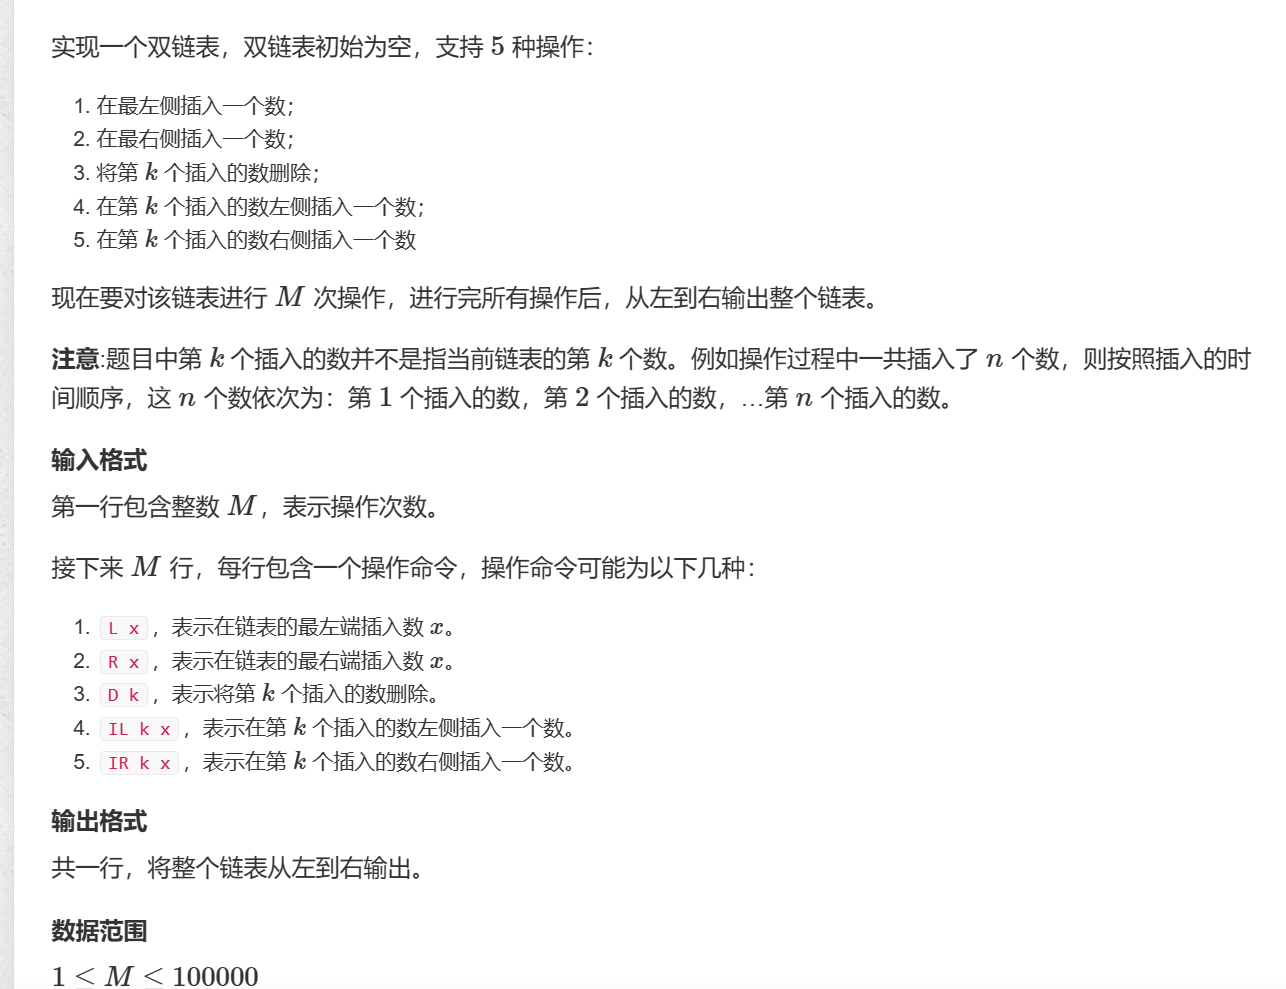 实现一个双链表，双链表初始为空，支持 5 种操作：
1. 在最左侧插入一个数；
2. 在最右侧插入一个数；
3. 将第 k 个插入的数删除；
4. 在第 k 个插入的数左侧插入一个数；
5. 在第 k 个插入的数右侧插入一个数
现在要对该链表进行 M 次操作，进行完所有操作后，从左到右输出整个链表。
注意:题目中第 k 个插入的数并不是指当前链表的第 k 个数。例如操作过程中一共插入了 n 个数，则按照插入的时
间顺序，这 n 个数依次为：第 1 个插入的数，第 2 个插入的数，…第 n 个插入的数。
输入格式
第一行包含整数 M，表示操作次数。
接下来 M 行，每行包含一个操作命令，操作命令可能为以下几种：
1. L x，表示在链表的最左端插入数 x。
2. R x，表示在链表的最右端插入数 x。
3. D k，表示将第 k 个插入的数删除。
4. IL k x，表示在第 k 个插入的数左侧插入一个数。
5. IR k x，表示在第 k 个插入的数右侧插入一个数。
输出格式
共一行，将整个链表从左到右输出。
数据范围
1 ≤ M ≤ 100000